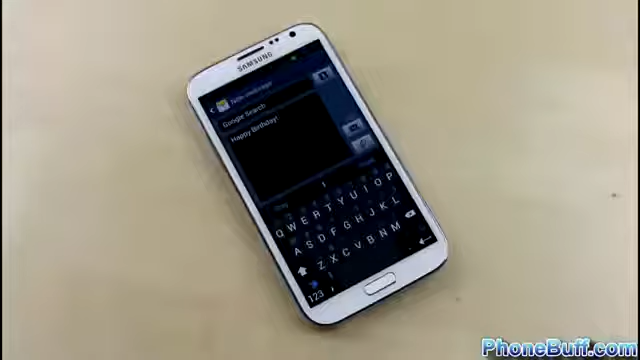 SAMSUNG
Google Search
Happy Birthday!
Q W E R T Y U I O P
A S D F G H J K L
Z X C V B N M
123 ,
PhoneBuff.com